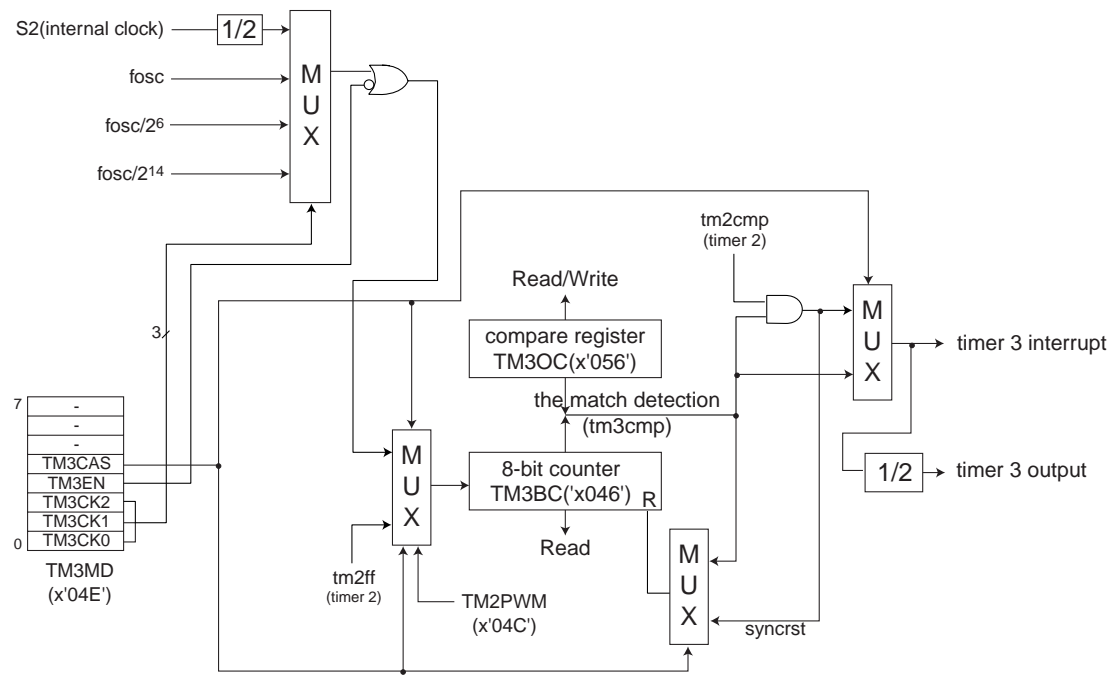 S2(internal clock)
1/2
fosc
fosc/2⁶
fosc/2¹⁴
M
U
X
3
tm2cmp
(timer 2)
Read/Write
compare register
TM3OC(x'056')
the match detection
(tm3cmp)
M
U
X
timer 3 interrupt
1/2
timer 3 output
7
-
-
-
TM3CAS
TM3EN
TM3CK2
TM3CK1
TM3CK0
0
TM3MD
(x'04E')
M
U
X
8-bit counter
TM3BC('x046')
R
Read
tm2ff
(timer 2)
TM2PWM
(x'04C')
M
U
X
syncrst